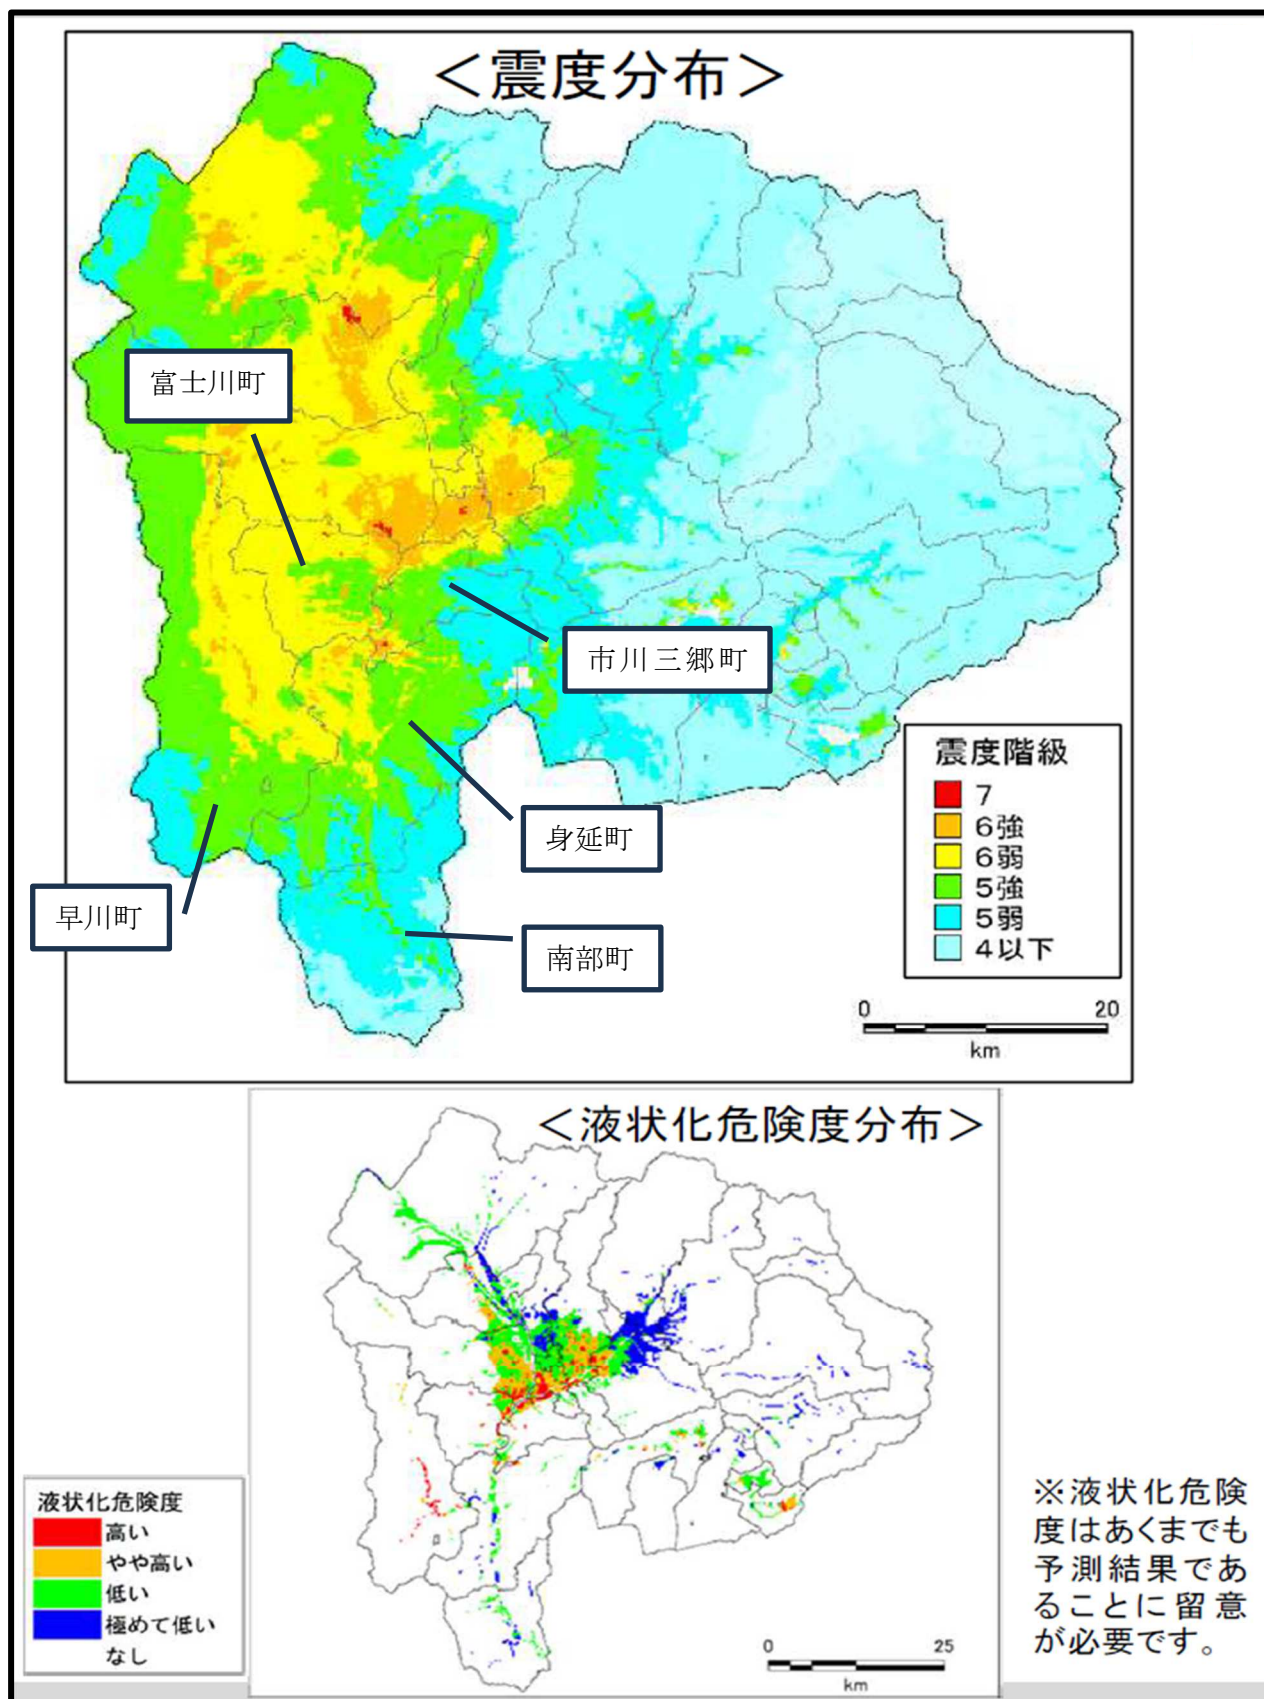 ＜震度分布＞
富士川町
市川三郷町
身延町
早川町
南部町
震度階級
7
6強
6弱
5強
5弱
4以下
0 20
km
＜液状化危険度分布＞
液状化危険度
高い
やや高い
低い
極めて低い
なし
0 25
km
※液状化危険
度はあくまでも
予測結果であ
ることに留意
が必要です。